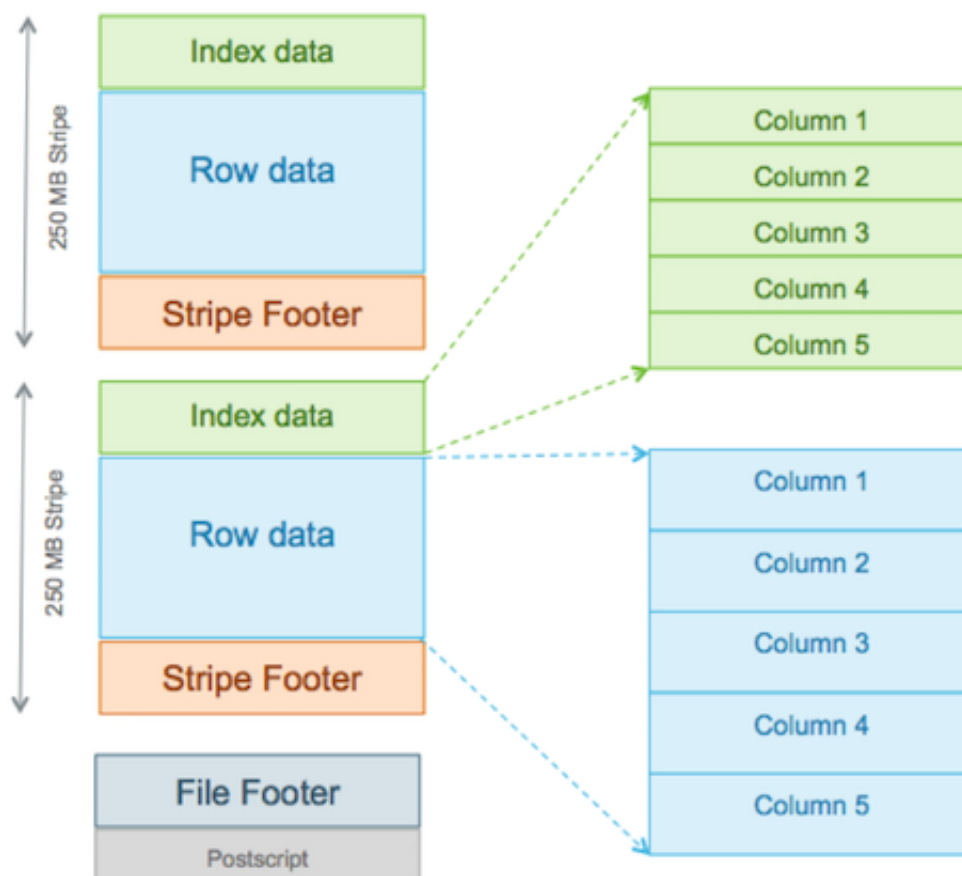 250 MB Stripe
Index data
Row data
Stripe Footer
250 MB Stripe
Index data
Row data
Stripe Footer
File Footer
Postscript
Column 1
Column 2
Column 3
Column 4
Column 5
Column 1
Column 2
Column 3
Column 4
Column 5